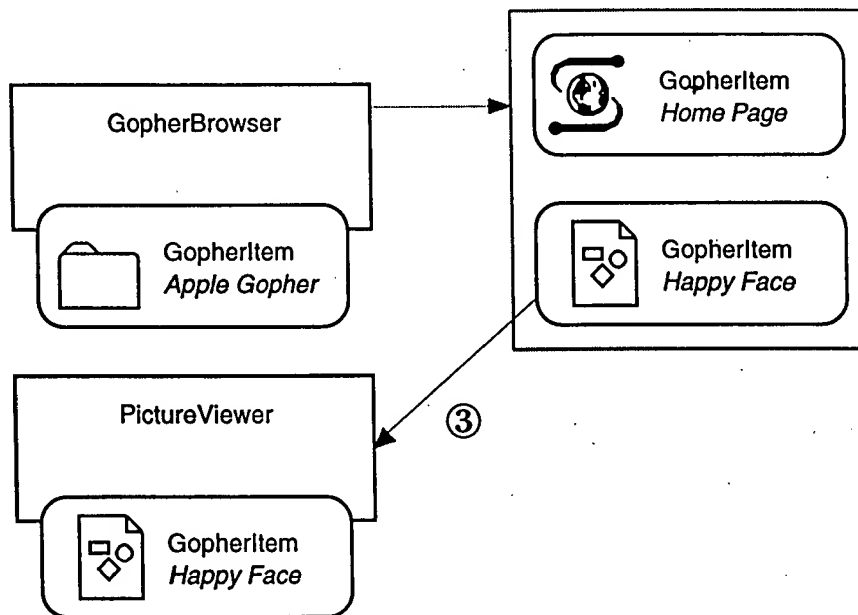 GopherBrowser
GopherItem
Apple Gopher
GopherItem
Home Page
GopherItem
Happy Face
③
PictureViewer
GopherItem
Happy Face